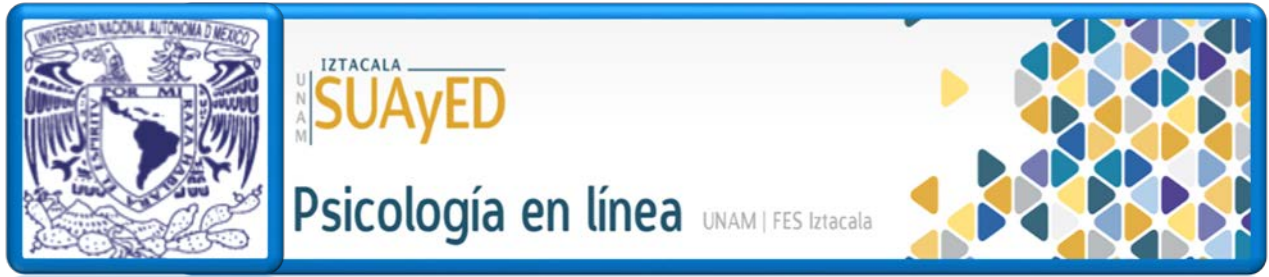 UNIVERSIDAD NACIONAL AUTONOMA D MEXICO
POR MI RAZA HABLARA
EL ESPIRITU
IZTACALA
UNAM
SUAyED
Psicología en línea
UNAM | FES Iztacala